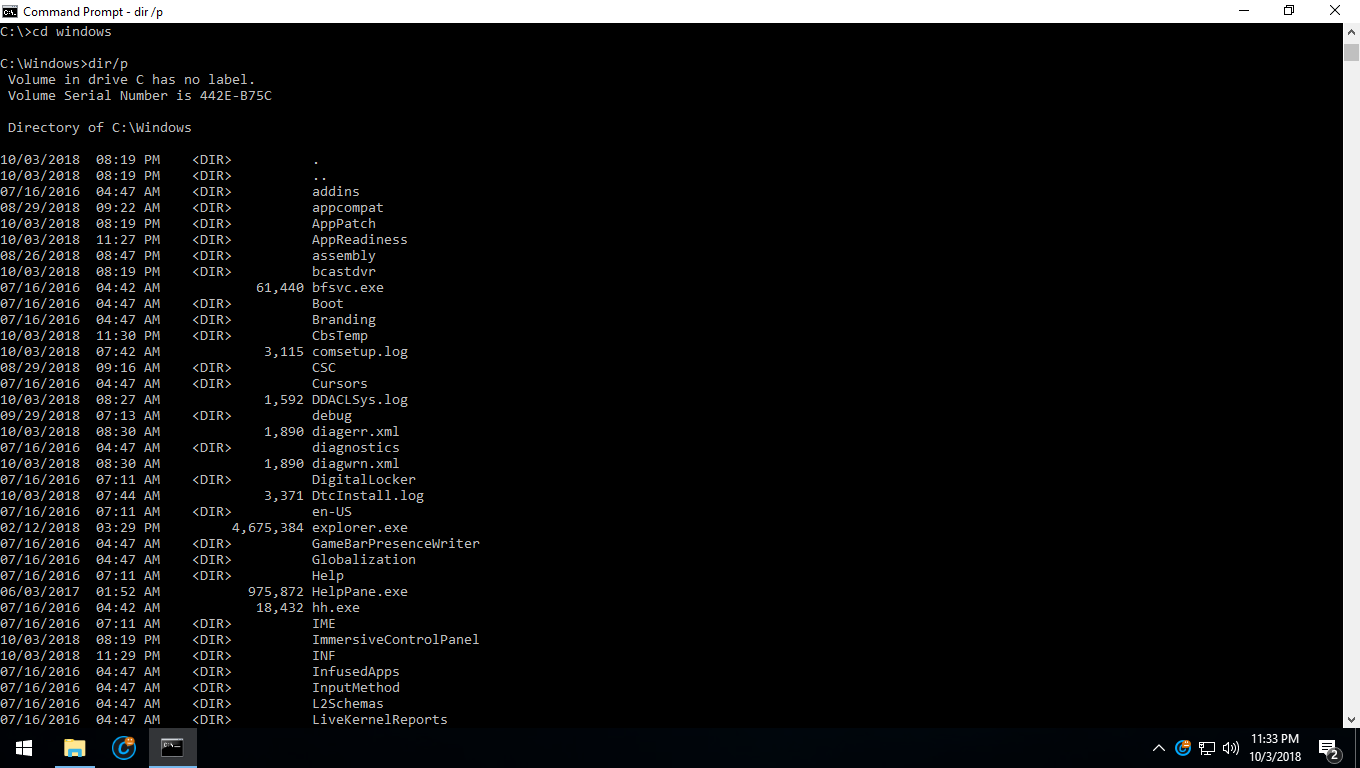 Command Prompt - dir /p
C:\>cd windows
C:\Windows>dir/p
Volume in drive C has no label.
Volume Serial Number is 442E-B75C
Directory of C:\Windows
10/03/2018 08:19 PM <DIR> .
10/03/2018 08:19 PM <DIR> ..
07/16/2016 04:47 AM <DIR> addins
08/29/2018 09:22 AM <DIR> appcompat
10/03/2018 08:19 PM <DIR> AppPatch
10/03/2018 11:27 PM <DIR> AppReadiness
08/26/2018 08:47 PM <DIR> assembly
10/03/2018 08:19 PM <DIR> bcastdvr
07/16/2016 04:42 AM 61,440 bfsvc.exe
07/16/2016 04:47 AM <DIR> Boot
07/16/2016 04:47 AM <DIR> Branding
10/03/2018 11:30 PM <DIR> CbsTemp
10/03/2018 07:42 AM 3,115 comsetup.log
08/29/2018 09:16 AM <DIR> CSC
07/16/2016 04:47 AM <DIR> Cursors
10/03/2018 08:27 AM 1,592 DDACLSys.log
09/29/2018 07:13 AM <DIR> debug
10/03/2018 08:30 AM 1,890 diagerr.xml
07/16/2016 04:47 AM <DIR> diagnostics
10/03/2018 08:30 AM 1,890 diagwrn.xml
07/16/2016 07:11 AM <DIR> DigitalLocker
10/03/2018 07:44 AM 3,371 DtcInstall.log
07/16/2016 07:11 AM <DIR> en-US
02/12/2018 03:29 PM 4,675,384 explorer.exe
07/16/2016 04:47 AM <DIR> GameBarPresenceWriter
07/16/2016 04:47 AM <DIR> Globalization
07/16/2016 07:11 AM <DIR> Help
06/03/2017 01:52 AM 975,872 HelpPane.exe
07/16/2016 04:42 AM 18,432 hh.exe
07/16/2016 07:11 AM <DIR> IME
10/03/2018 08:19 PM <DIR> ImmersiveControlPanel
10/03/2018 11:29 PM <DIR> INF
07/16/2016 04:47 AM <DIR> InfusedApps
07/16/2016 04:47 AM <DIR> InputMethod
07/16/2016 04:47 AM <DIR> L2Schemas
07/16/2016 04:47 AM <DIR> LiveKernelReports
11:33 PM
10/3/2018
2